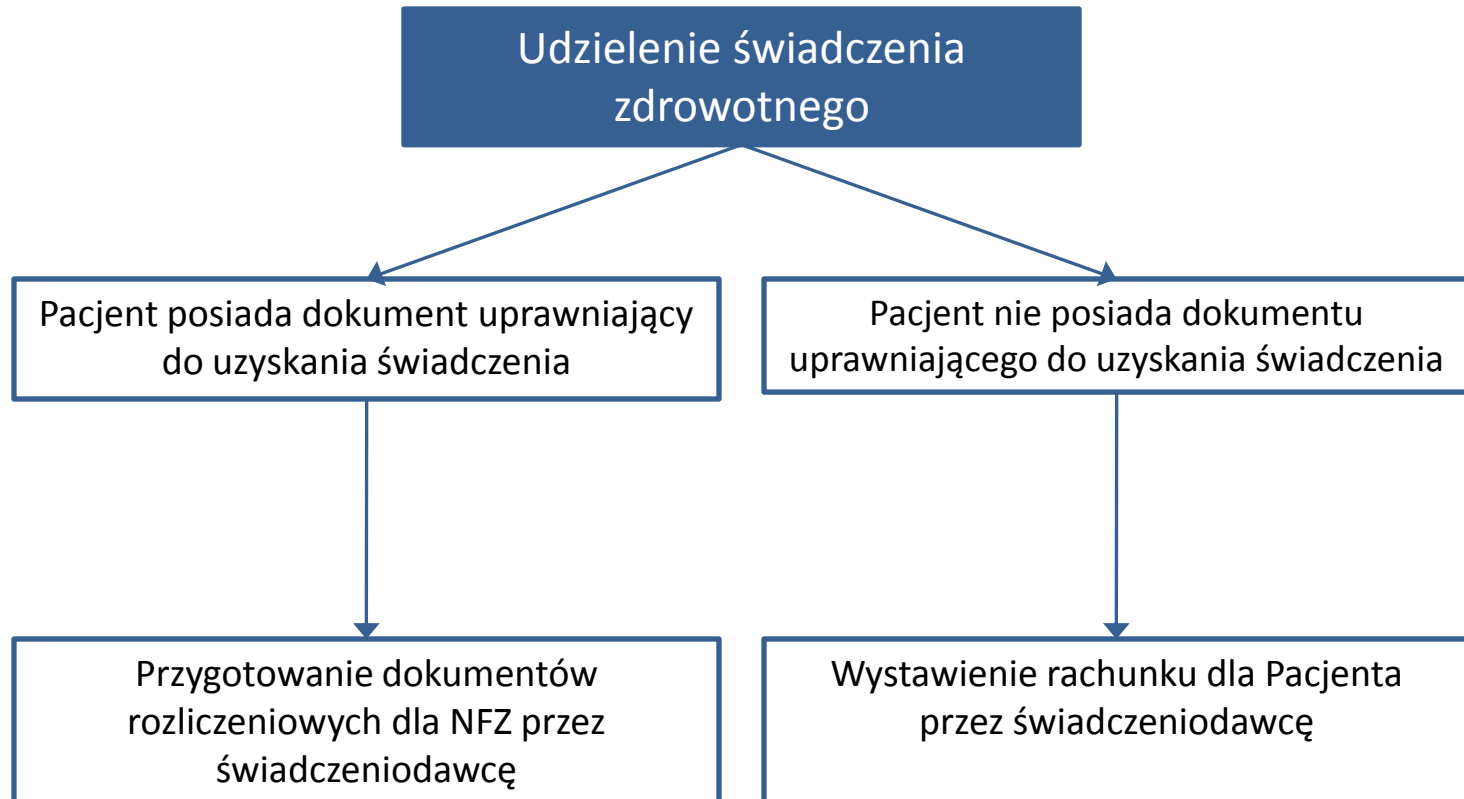 Udzielenie świadczenia
zdrowotnego
Pacjent posiada dokument uprawniający
do uzyskania świadczenia
Pacjent nie posiada dokumentu
uprawniającego do uzyskania świadczenia
Przygotowanie dokumentów
rozliczeniowych dla NFZ przez
świadczeniodawcę
Wystawienie rachunku dla Pacjenta
przez świadczeniodawcę